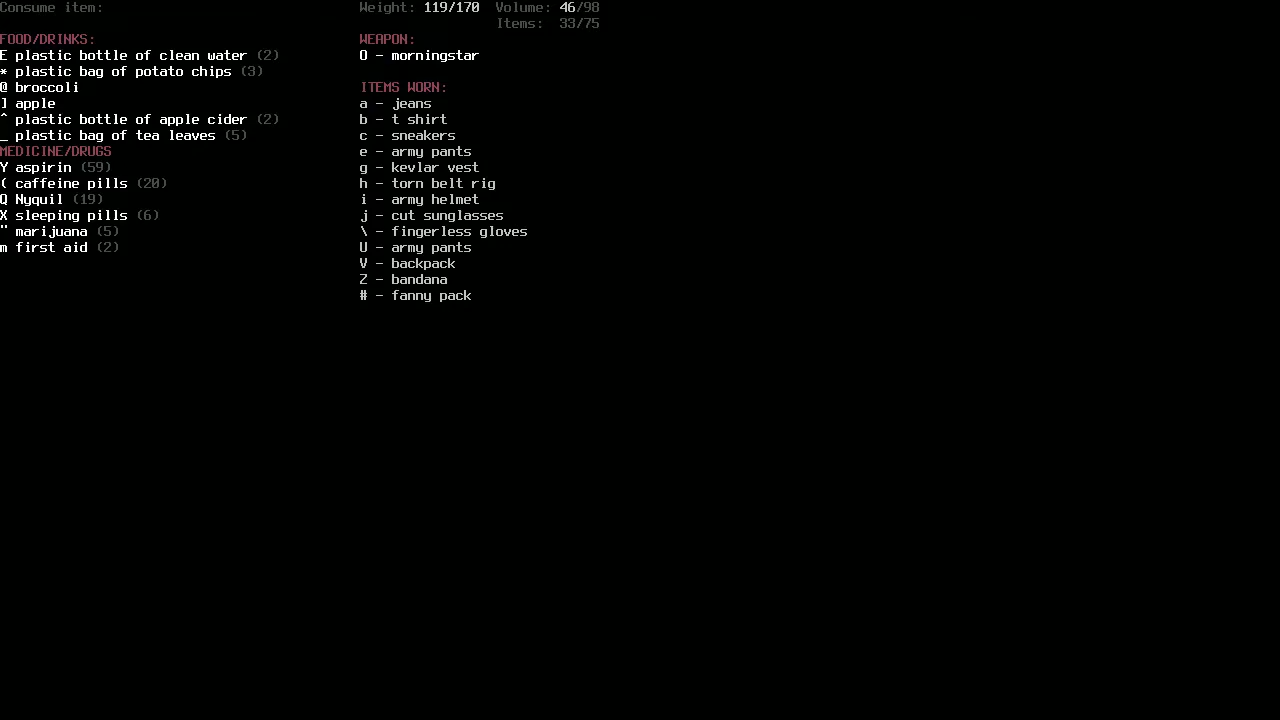 Consume item:
Weight: 119/170  Volume: 46/98
Items:  33/75
FOOD/DRINKS:
E plastic bottle of clean water (2)
* plastic bag of potato chips (3)
@ broccoli
] apple
^ plastic bottle of apple cider (2)
_ plastic bag of tea leaves (5)
MEDICINE/DRUGS
Y aspirin (59)
( caffeine pills (20)
Q Nyquil (19)
X sleeping pills (6)
" marijuana (5)
m first aid (2)
WEAPON:
O - morningstar
ITEMS WORN:
a - jeans
b - t shirt
c - sneakers
e - army pants
g - kevlar vest
h - torn belt rig
i - army helmet
j - cut sunglasses
\ - fingerless gloves
U - army pants
V - backpack
Z - bandana
# - fanny pack